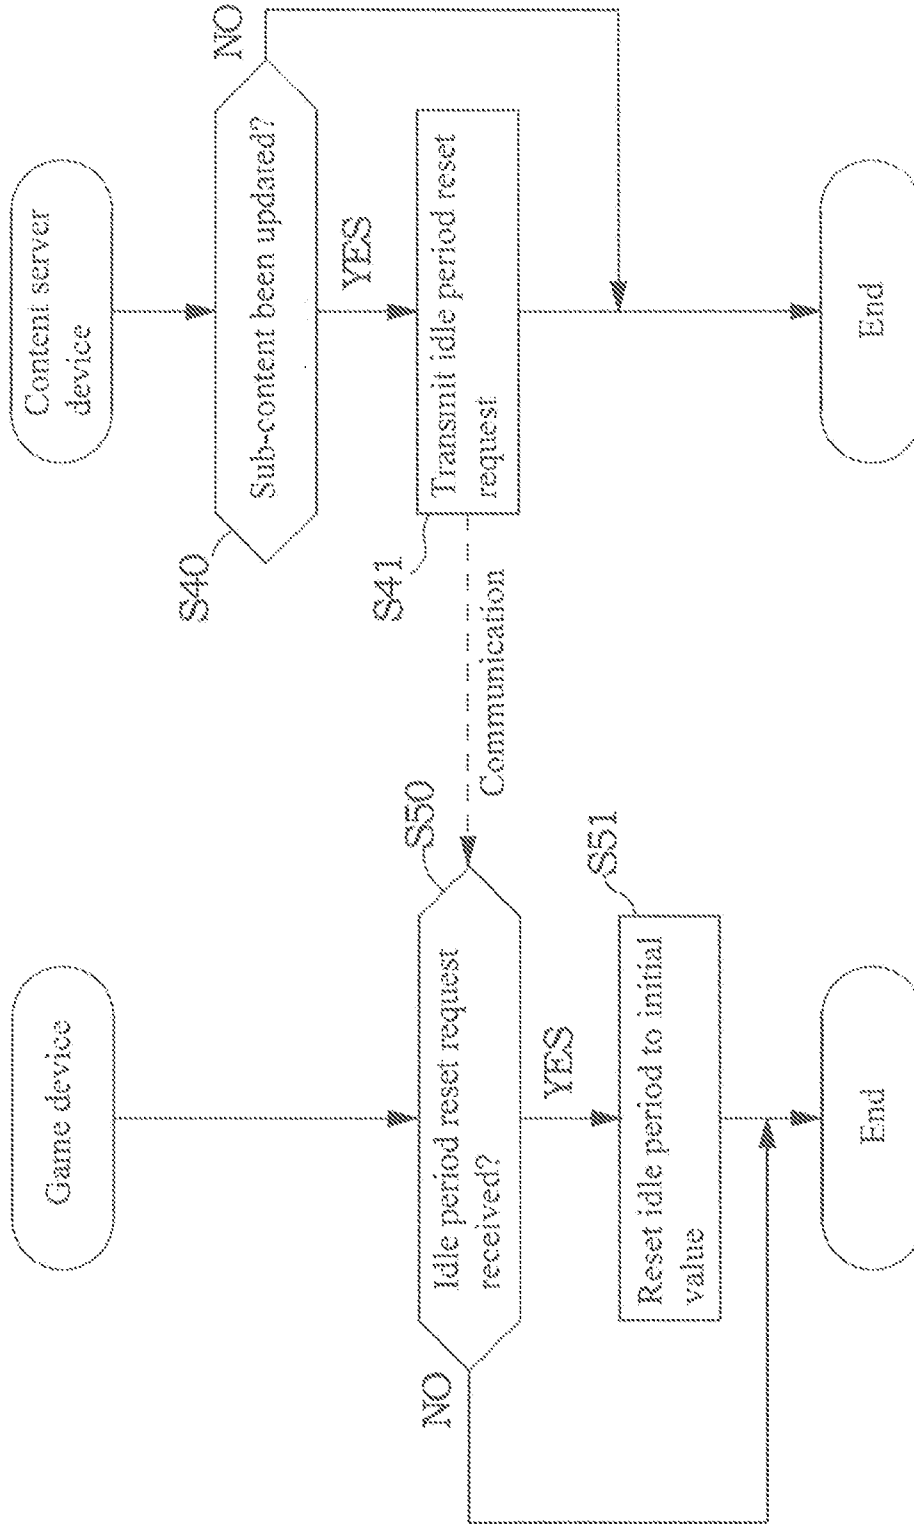 Game device
S50
Idle period reset request
received?
NO
YES
S51
Reset idle period to initial
value
End
Communication
Content server
device
S40
Sub-content been updared?
NO
YES
S41
Transmit idle period reset
request
End